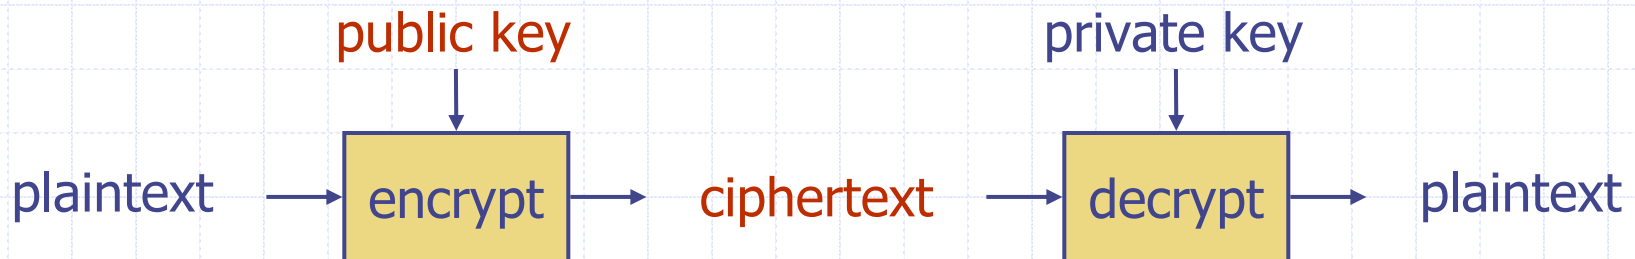 public key
private key
plaintext
encrypt
ciphertext
decrypt
plaintext